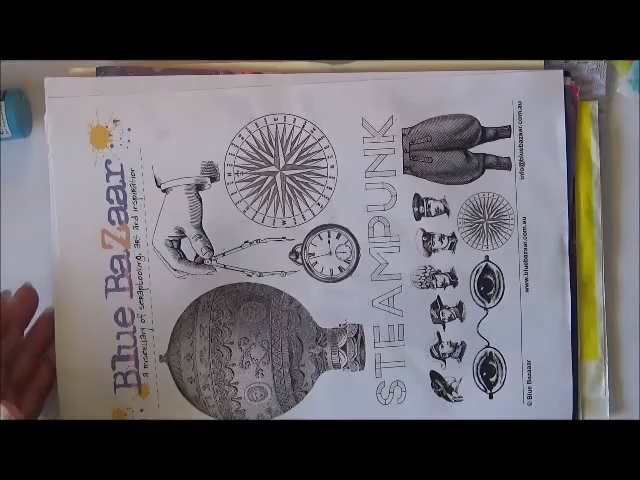 Blue BaZaar
a miscellany of scrapbooking, art and inspiration
STEAMPUNK
© Blue Bazaar
www.bluebazaar.com.au
info@bluebazaar.com.au